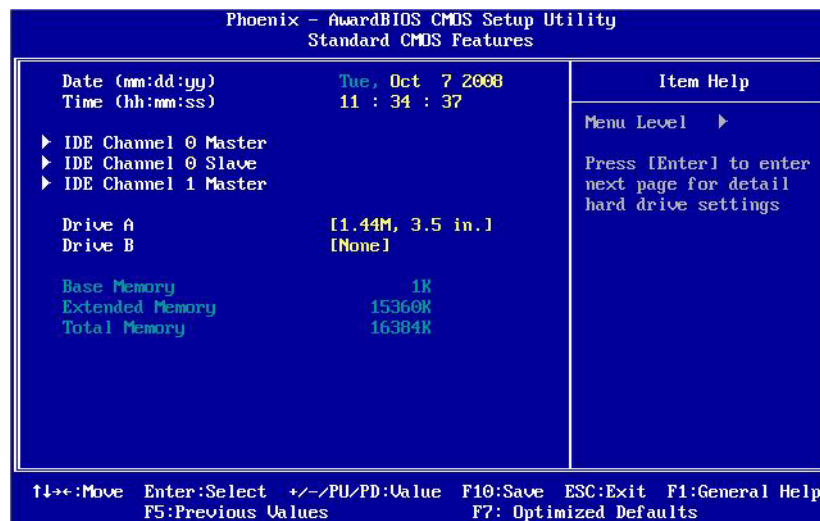 Phoenix - AwardBIOS CMOS Setup Utility
Standard CMOS Features
Date (mm:dd:yy) Tue, Oct 7 2008
Time (hh:mm:ss) 11 : 34 : 37
▶ IDE Channel 0 Master
▶ IDE Channel 0 Slave
▶ IDE Channel 1 Master
Drive A [1.44M, 3.5 in.]
Drive B [None]
Base Memory 1K
Extended Memory 15360K
Total Memory 16384K
Item Help
Menu Level ▶
Press [Enter] to enter
next page for detail
hard drive settings
↑↓→←:Move Enter:Select +/-/PU/PD:Value F10:Save ESC:Exit F1:General Help
F5:Previous Values F7: Optimized Defaults